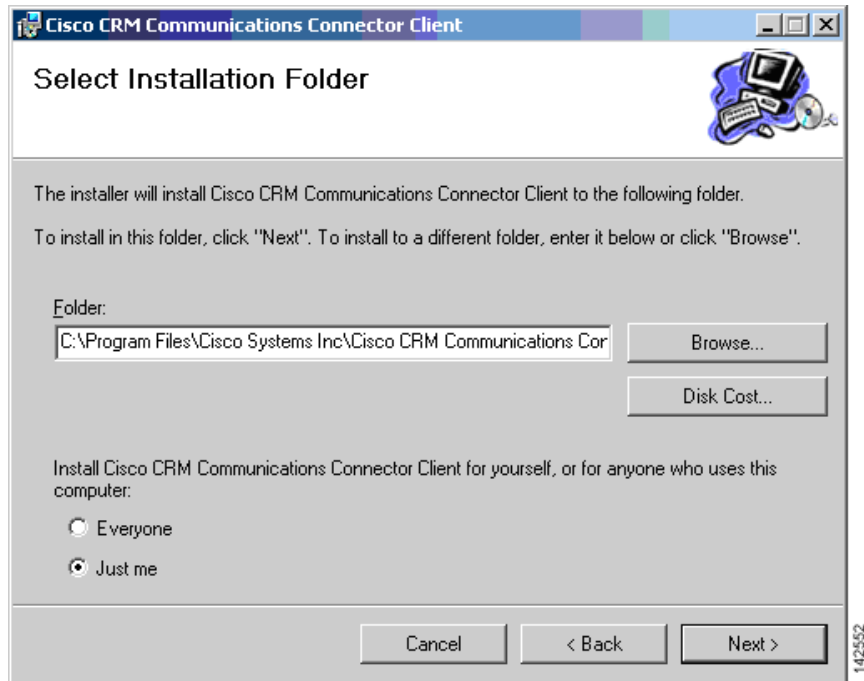 Cisco CRM Communications Connector Client
Select Installation Folder
The installer will install Cisco CRM Communications Connector Client to the following folder.
To install in this folder, click "Next". To install to a different folder, enter it below or click "Browse".
Folder:
C:\Program Files\Cisco Systems Inc\Cisco CRM Communications Cor
Browse...
Disk Cost...
Install Cisco CRM Communications Connector Client for yourself, or for anyone who uses this
computer:
Everyone
Just me
Cancel
< Back
Next >
142552